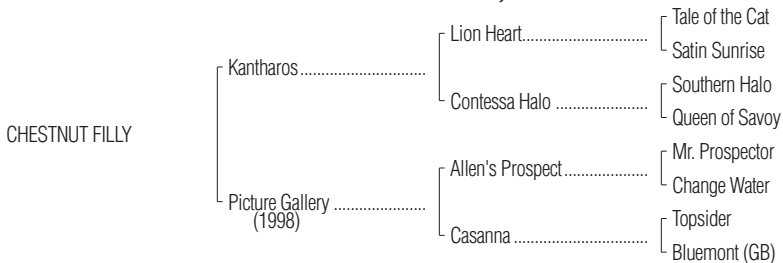 Tale of the Cat
Lion Heart..............................
Satin Sunrise
Kantharos..............................
Southern Halo
Contessa Halo ......................
Queen of Savoy
CHESTNUT FILLY
Mr. Prospector
Allen's Prospect....................
Change Water
Picture Gallery ......................
(1998)
Topsider
Casanna ................................
Bluemont (GB)